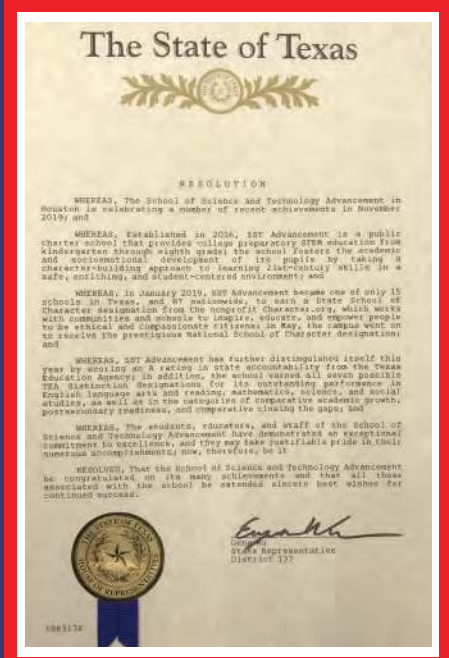 The State of Texas
RESOLUTION
WHEREAS, The School of Science and Technology Advancement in
Houston is celebrating a number of recent achievements in November
2019; and
WHEREAS, Established in 2016, SST Advancement is a public
charter school that provides college preparatory STEM education from
kindergarten through eighth grade; the school fosters the academic
and socioemotional development of its pupils by taking a
character-building approach to learning 21st-century skills in a
safe, enriching, and student-centered environment; and
WHEREAS, In January 2019, SST Advancement became one of only 15
schools in Texas, and 87 nationwide, to earn a State School of
Character designation from the nonprofit Character.org, which works
with communities and schools to inspire, educate, and empower people
to be ethical and compassionate citizens; in May, the campus went on
to receive the prestigious National School of Character designation;
and
WHEREAS, SST Advancement has further distinguished itself this
year by scoring an A rating in state accountability from the Texas
Education Agency; in addition, the school earned all seven possible
TEA distinction designations for its outstanding performance in
English language arts and reading, mathematics, science, and social
studies, as well as in the categories of comparative academic growth,
postsecondary readiness, and comparative closing the gaps; and
WHEREAS, The students, educators, and staff of the School of
Science and Technology Advancement have demonstrated an exceptional
commitment to excellence, and they may take justifiable pride in their
numerous accomplishments; now, therefore, be it
RESOLVED, That the School of Science and Technology Advancement
be congratulated on its many achievements and that all those
associated with the school be extended sincere best wishes for
continued success.
Gene Wu
State Representative
District 137
THE STATE OF TEXAS
HOUSE OF REPRESENTATIVES